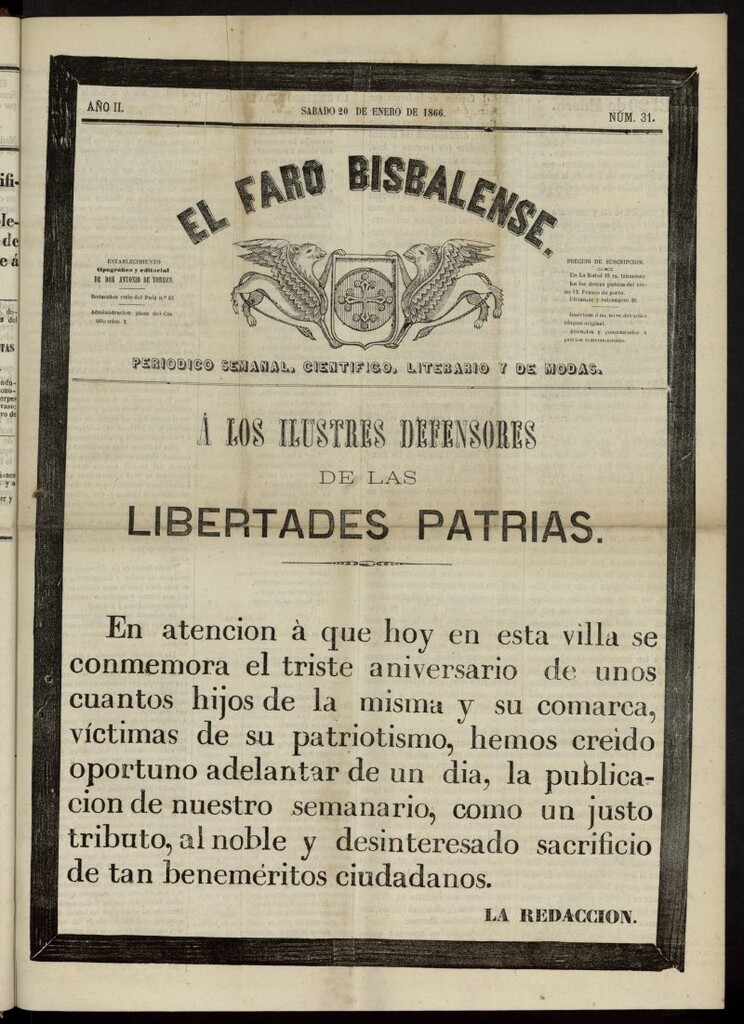 AÑO II.
SABADO 20 DE ENERO DE 1866.
NÚM. 31.
EL FARO BISBALENSE.
ESTABLECIMIENTO
tipográfico y editorial
DE DON ANTONIO DE TORRES.
PRECIOS DE SUSCRICION.
PERIODICO SEMANAL, CIENTIFICO, LITERARIO Y DE MODAS.
Á LOS ILUSTRES DEFENSORES
DE LAS
LIBERTADES PATRIAS.
En atencion à que hoy en esta villa se
conmemora el triste aniversario de unos
cuantos hijos de la misma y su comarca,
víctimas de su patriotismo, hemos creido
oportuno adelantar de un dia, la publica-
cion de nuestro semanario, como un justo
tributo, al noble y desinteresado sacrificio
de tan beneméritos ciudadanos.
LA REDACCION.